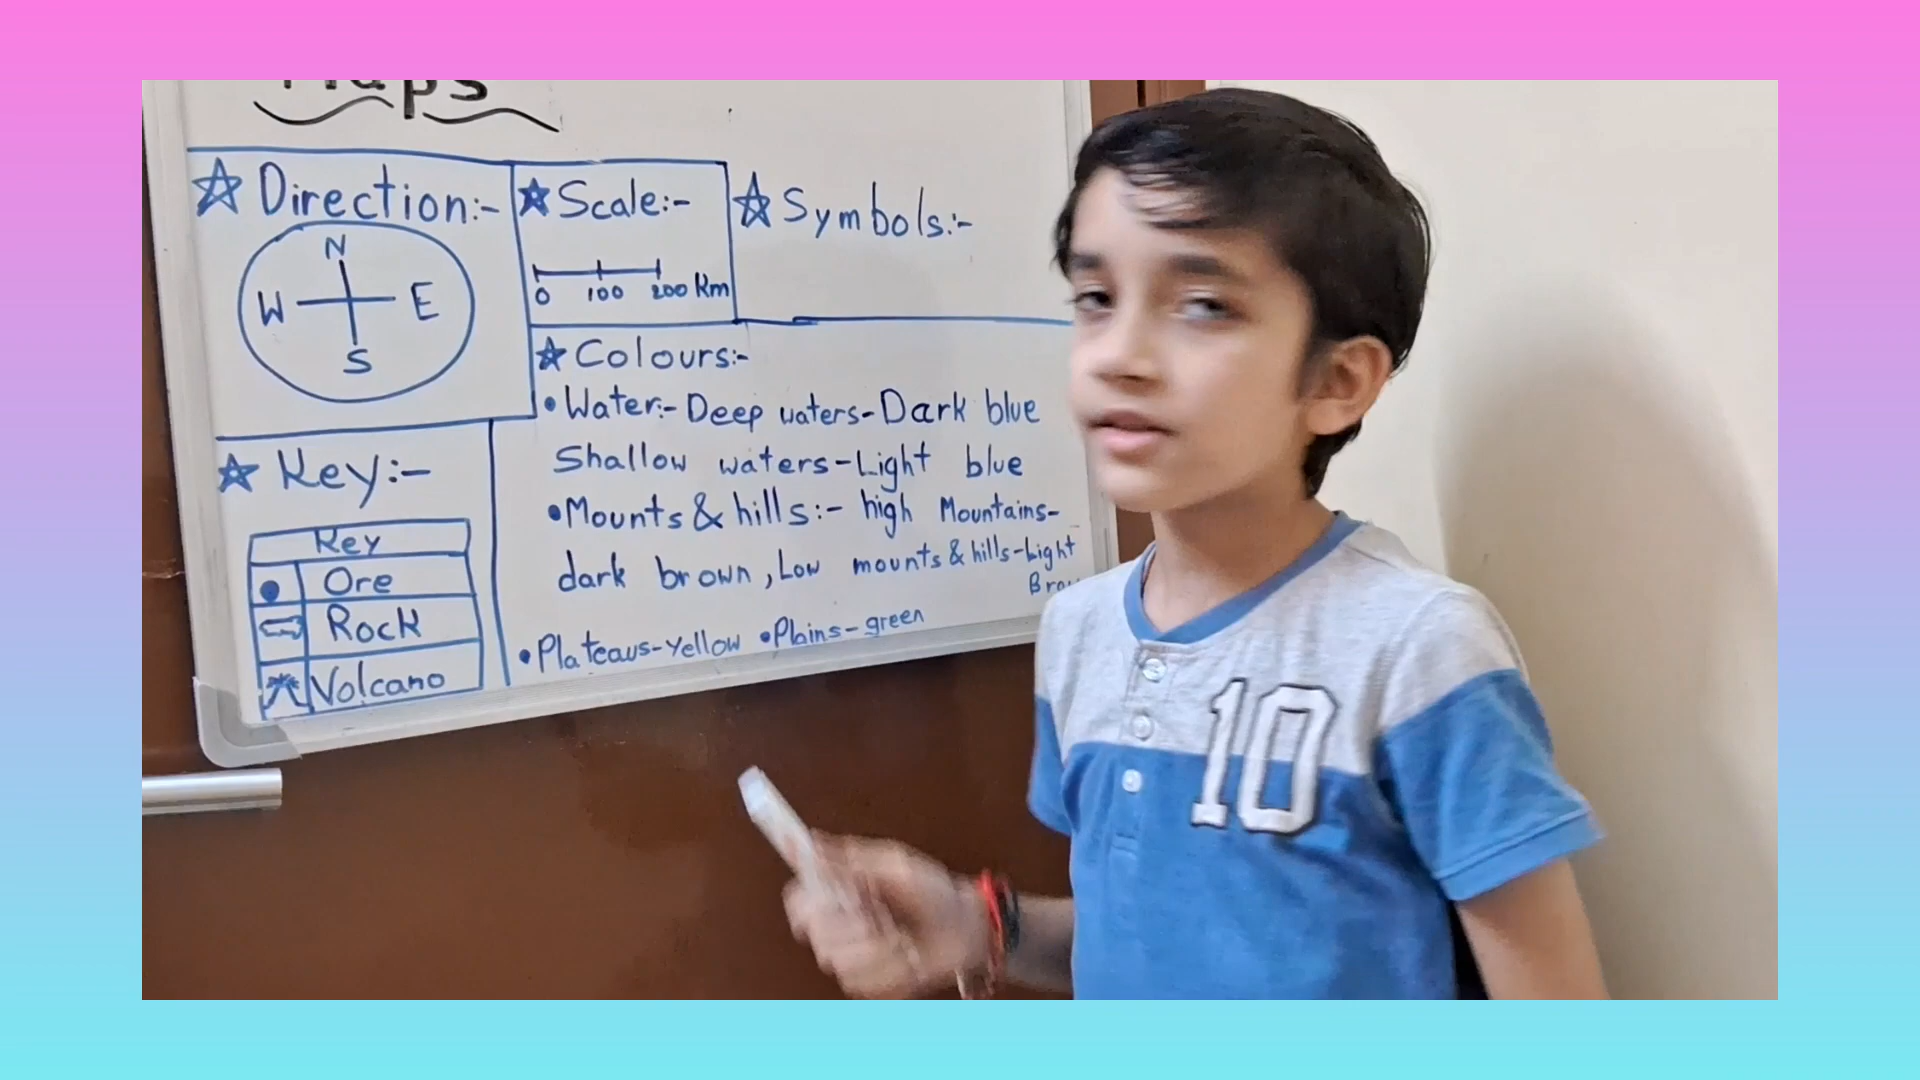 Maps
Direction:-
N
W E
S
Scale:-
0 100 200 Km
Symbols:-
Colours:-
• Water:- Deep waters-Dark blue
Shallow waters-Light blue
• Mounts & hills:- high Mountains-
dark brown, Low mounts & hills-Light
• Plateaus-Yellow • Plains-green
Key:-
Key
Ore
Rock
Volcano
10